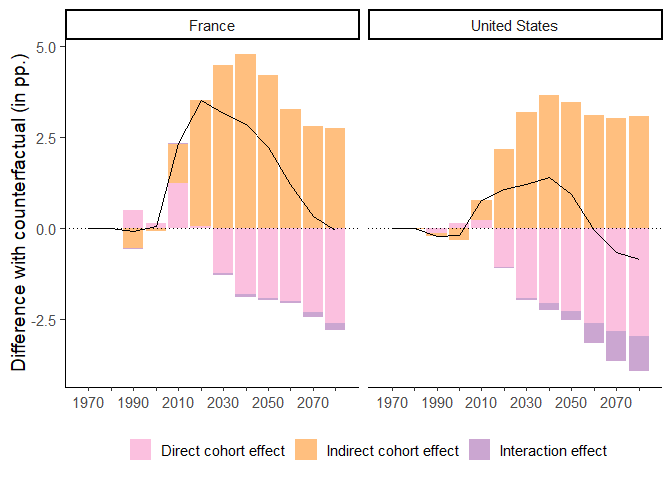 France
United States
Difference with counterfactual (in pp.)
5.0
2.5
0.0
-2.5
1970 1990 2010 2030 2050 2070
1970 1990 2010 2030 2050 2070
Direct cohort effect Indirect cohort effect Interaction effect